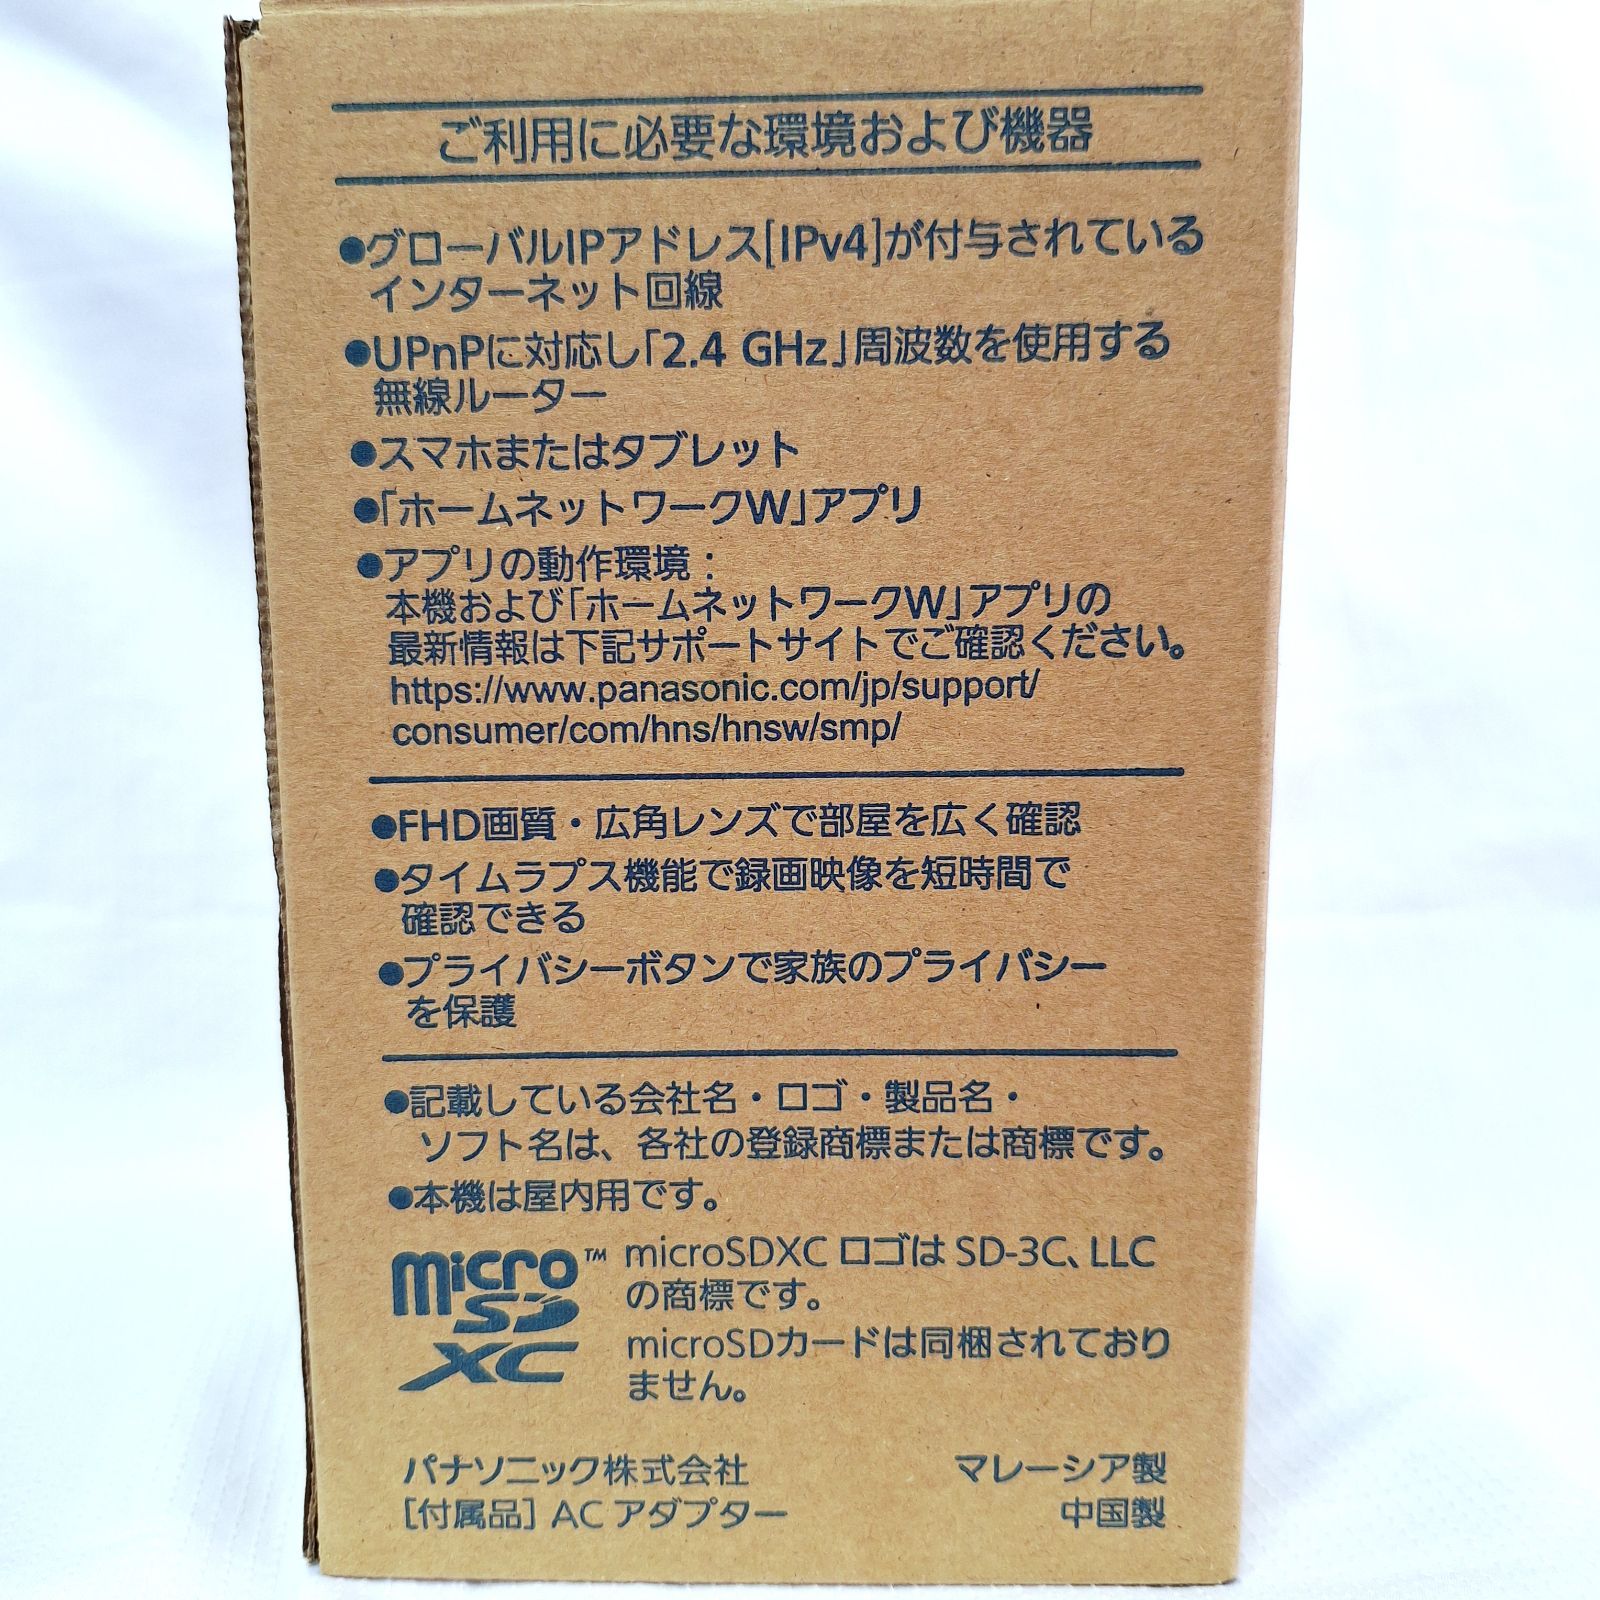 ご利用に必要な環境および機器
●グローバルIPアドレス[IPv4]が付与されている
インターネット回線
●UPnPに対応し「2.4 GHz」周波数を使用する
無線ルーター
●スマホまたはタブレット
●「ホームネットワークW」アプリ
●アプリの動作環境：
本機および「ホームネットワークW」アプリの
最新情報は下記サポートサイトでご確認ください。
https://www.panasonic.com/jp/support/
consumer/com/hns/hnsw/smp/
●FHD画質・広角レンズで部屋を広く確認
●タイムラプス機能で録画映像を短時間で
確認できる
●プライバシーボタンで家族のプライバシー
を保護
●記載している会社名・ロゴ・製品名・
ソフト名は、各社の登録商標または商標です。
●本機は屋内用です。
micro
SD
XC
™
microSDXC ロゴは SD-3C、LLC
の商標です。
microSDカードは同梱されており
ません。
パナソニック株式会社 マレーシア製
[付属品] AC アダプター 中国製